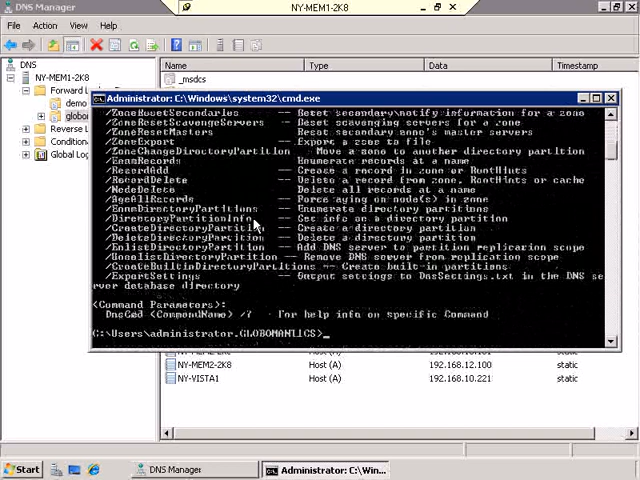 DNS Manager
NY-MEM1-2K8
File Action View Help
DNS
NY-MEM1-2K8
Forward
demo
glob
Reverse L
Condition
Global Log
Name Type Data Timestamp
_msdcs
Administrator: C:\Windows\system32\cmd.exe
/ZoneResetSecondaries -- Reset secondary\notify information for a zone
/ZoneResetScavengeServers -- Reset scavenging servers for a zone
/ZoneResetMasters -- Reset secondary zone's master servers
/ZoneExport -- Export a zone to file
/ZoneChangeDirectoryPartition -- Move a zone to another directory partition
/EnumRecords -- Enumerate records at a name
/RecordAdd -- Create a record in zone or RootHints
/RecordDelete -- Delete a record from zone, RootHints or cache
/NodeDelete -- Delete all records at a name
/AgeAllRecords -- Force aging on node(s) in zone
/EnumDirectoryPartitions -- Enumerate directory partitions
/DirectoryPartitionInfo -- Get info on a directory partition
/CreateDirectoryPartition -- Create a directory partition
/DeleteDirectoryPartition -- Delete a directory partition
/EnlistDirectoryPartition -- Add DNS server to partition replication scope
/UnenlistDirectoryPartition -- Remove DNS server from replication scope
/CreateBuiltinDirectoryPartitions -- Create built-in partitions
/ExportSettings -- Output settings to DnsSettings.txt in the DNS se
rver database directory
<Command Parameters>:
DnsCmd <CommandName> /? -- For help info on specific Command
C:\Users\administrator.GLOBOMANTICS>_
NY-MEM2-2K8 Host (A) 192.168.12.100 static
NY-VISTA1 Host (A) 192.168.10.221 static
Start DNS Manager Administrator: C:\Win...